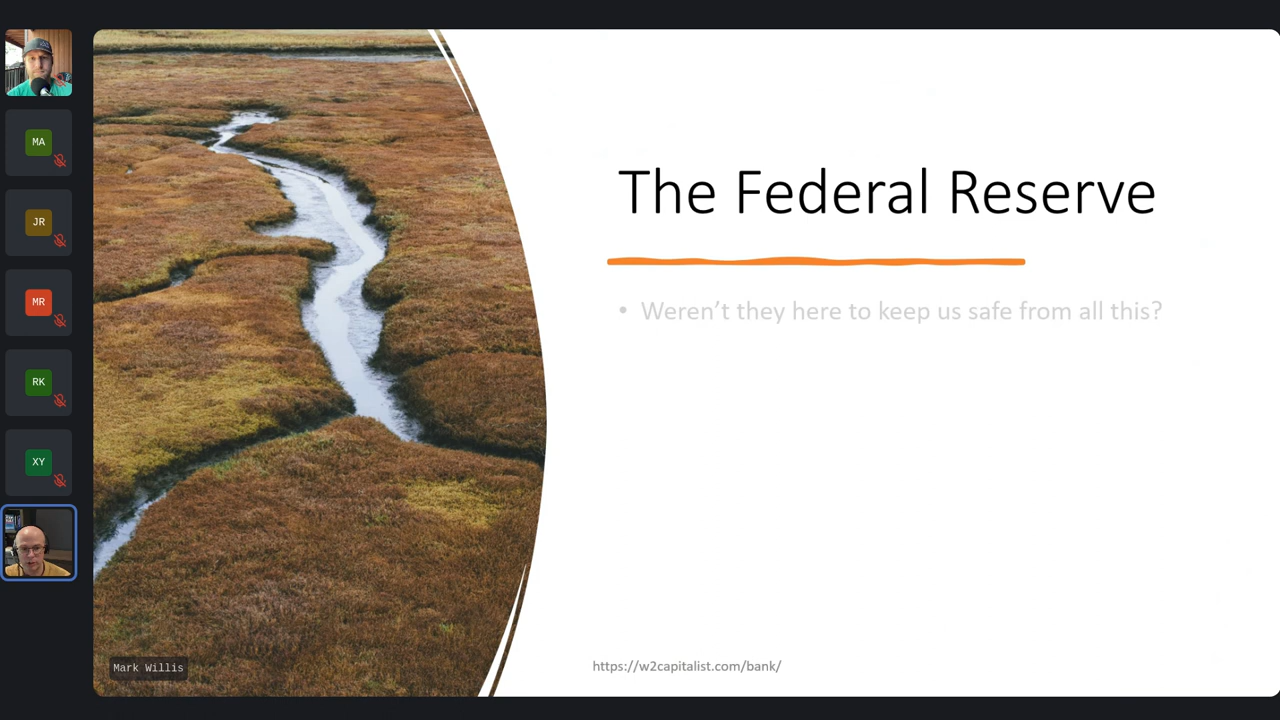 MA
JR
MR
RK
XY
The Federal Reserve
• Weren’t they here to keep us safe from all this?
Mark Willis
https://w2capitalist.com/bank/